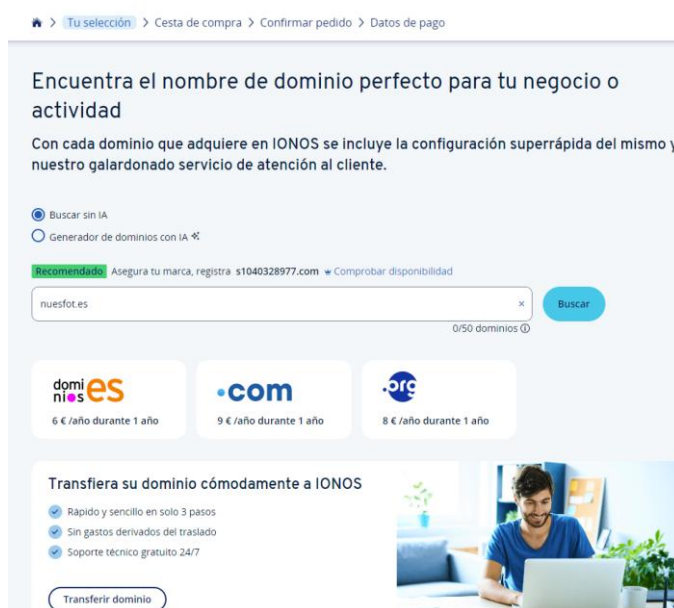 Tu selección > Cesta de compra > Confirmar pedido > Datos de pago
Encuentra el nombre de dominio perfecto para tu negocio o
actividad
Con cada dominio que adquiere en IONOS se incluye la configuración superrápida del mismo y
nuestro galardonado servicio de atención al cliente.
Buscar sin IA
Generador de dominios con IA
Recomendado Asegura tu marca, registra s1040328977.com Comprobar disponibilidad
nuesfot.es × Buscar
0/50 dominios
domi
nios es
.com
.org
6 € /año durante 1 año
9 € /año durante 1 año
8 € /año durante 1 año
Transfiera su dominio cómodamente a IONOS
Rápido y sencillo en solo 3 pasos
Sin gastos derivados del traslado
Soporte técnico gratuito 24/7
Transferir dominio